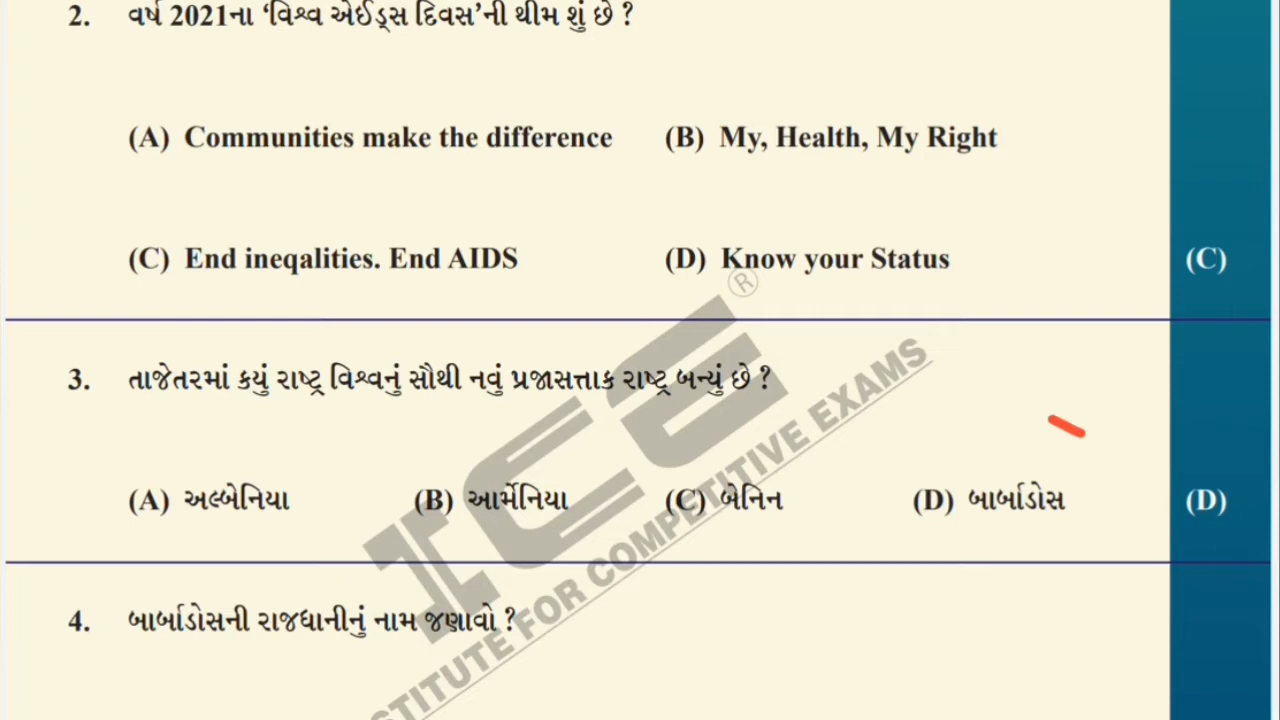 2. વર્ષ 2021ના ‘વિશ્વ એઈડ્સ દિવસ’ની થીમ શું છે ?
(A) Communities make the difference (B) My, Health, My Right
(C) End ineqalities. End AIDS (D) Know your Status (C)
3. તાજેતરમાં કયું રાષ્ટ્ર વિશ્વનું સૌથી નવું પ્રજાસત્તાક રાષ્ટ્ર બન્યું છે ?
(A) અલ્બેનિયા (B) આર્મેનિયા (C) બેનિન (D) બાર્બાડોસ (D)
4. બાર્બાડોસની રાજધાનીનું નામ જણાવો ?
ICE ®
STITUTE FOR COMPETITIVE EXAMS